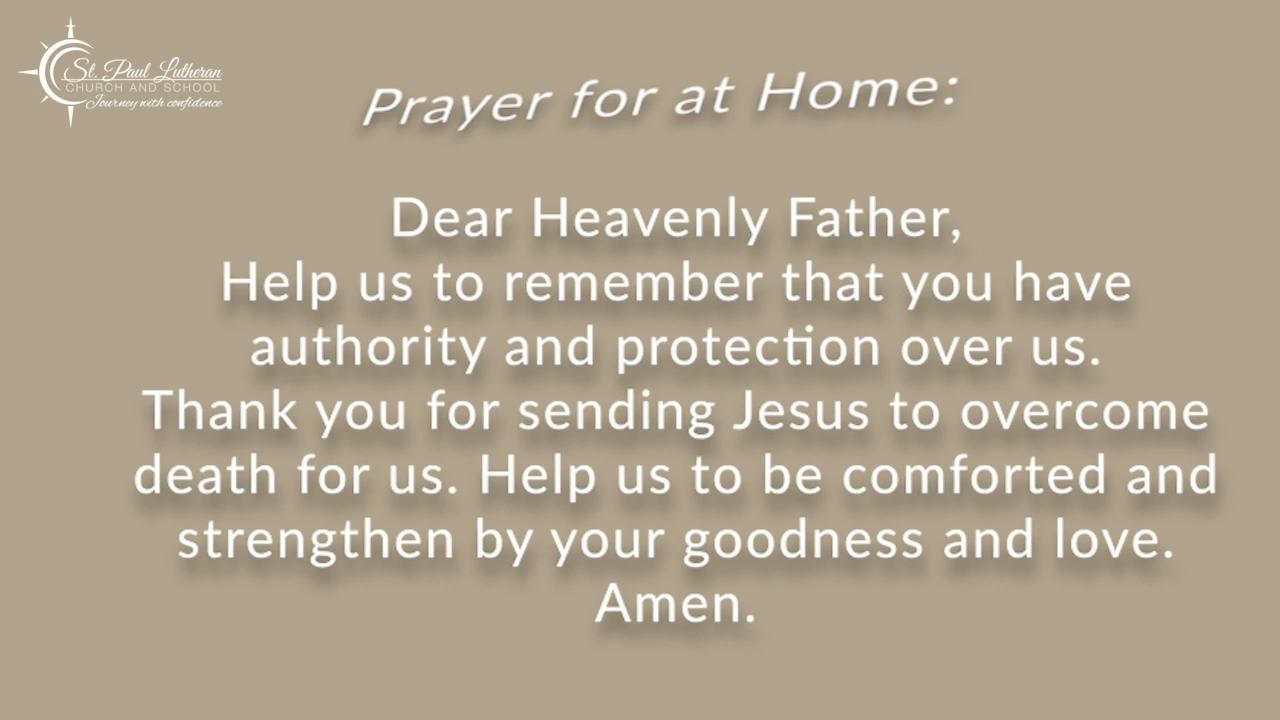 St. Paul Lutheran
CHURCH AND SCHOOL
Journey with confidence
Prayer for at Home:
Dear Heavenly Father,
Help us to remember that you have
authority and protection over us.
Thank you for sending Jesus to overcome
death for us. Help us to be comforted and
strengthen by your goodness and love.
Amen.